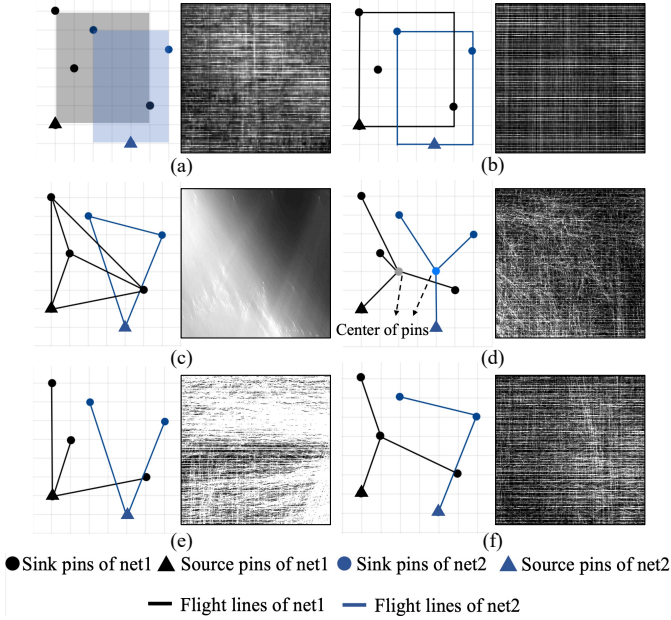 (a)
(b)
Center of pins
(c)
(d)
(e)
(f)
Sink pins of net1
Source pins of net1
Sink pins of net2
Source pins of net2
Flight lines of net1
Flight lines of net2